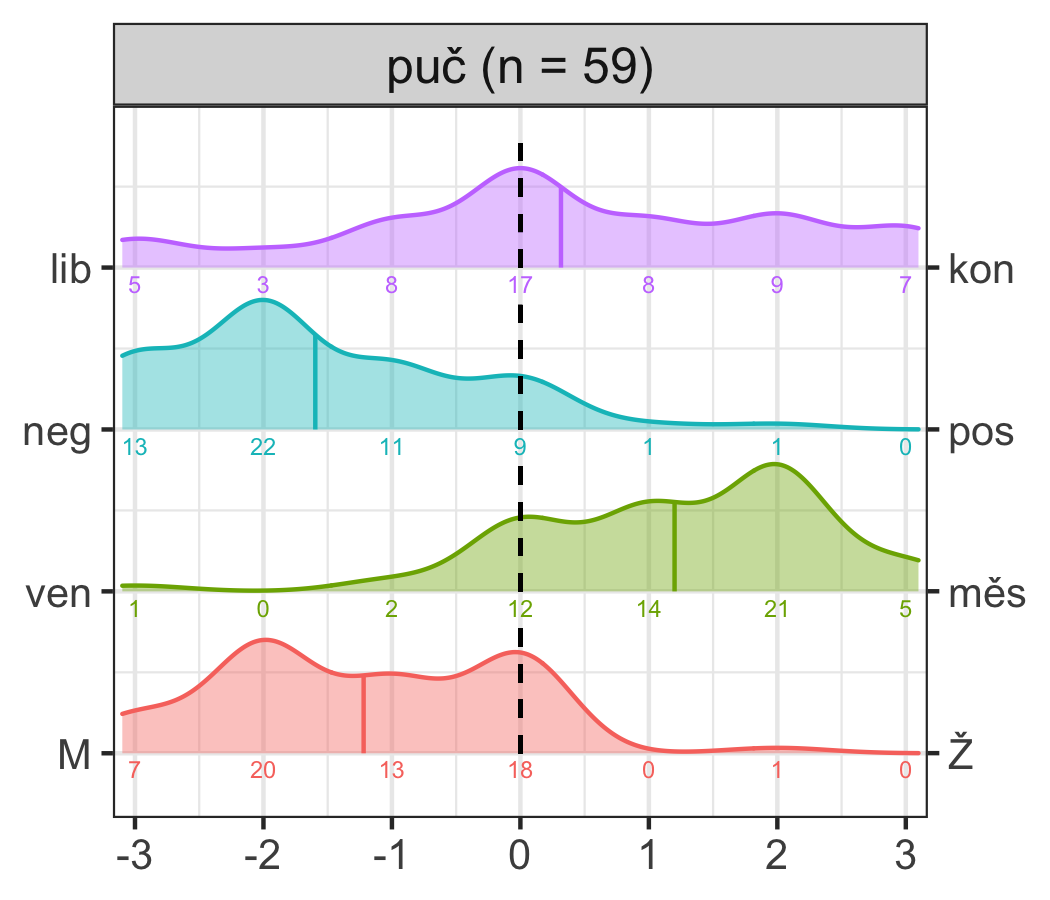 puč (n = 59)
lib kon
5 3 8 17 8 9 7
neg pos
13 22 11 9 1 1 0
ven měs
1 0 2 12 14 21 5
M Ž
7 20 13 18 0 1 0
-3 -2 -1 0 1 2 3